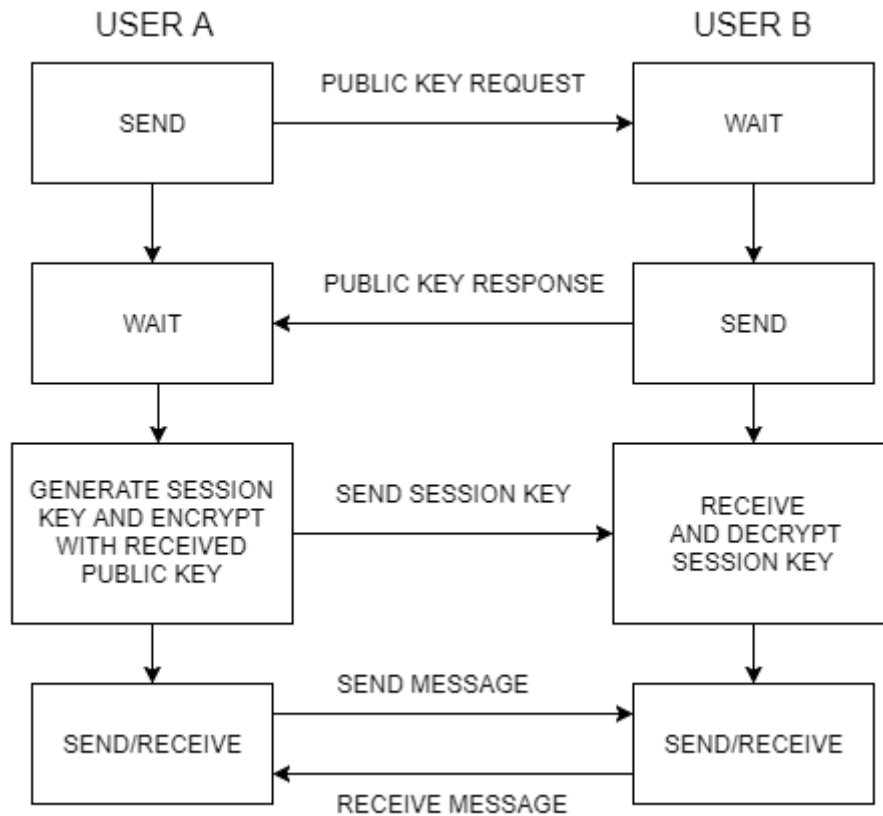 USER A
USER B
SEND
PUBLIC KEY REQUEST
WAIT
WAIT
PUBLIC KEY RESPONSE
SEND
GENERATE SESSION
KEY AND ENCRYPT
WITH RECEIVED
PUBLIC KEY
SEND SESSION KEY
RECEIVE
AND DECRYPT
SESSION KEY
SEND/RECEIVE
SEND MESSAGE
RECEIVE MESSAGE
SEND/RECEIVE